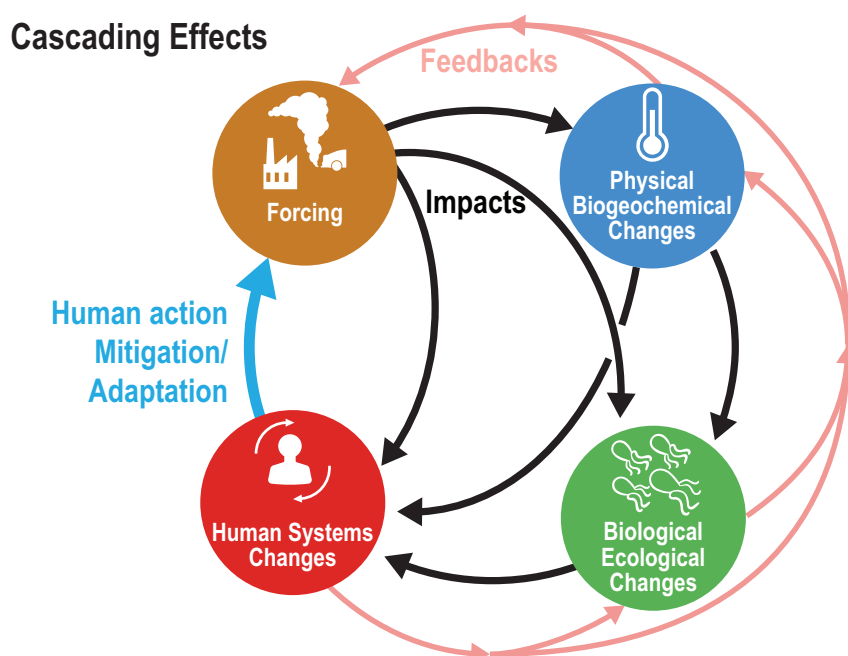 Cascading Effects
Feedbacks
Forcing
Impacts
Physical
Biogeochemical
Changes
Human action
Mitigation/
Adaptation
Human Systems
Changes
Biological
Ecological
Changes